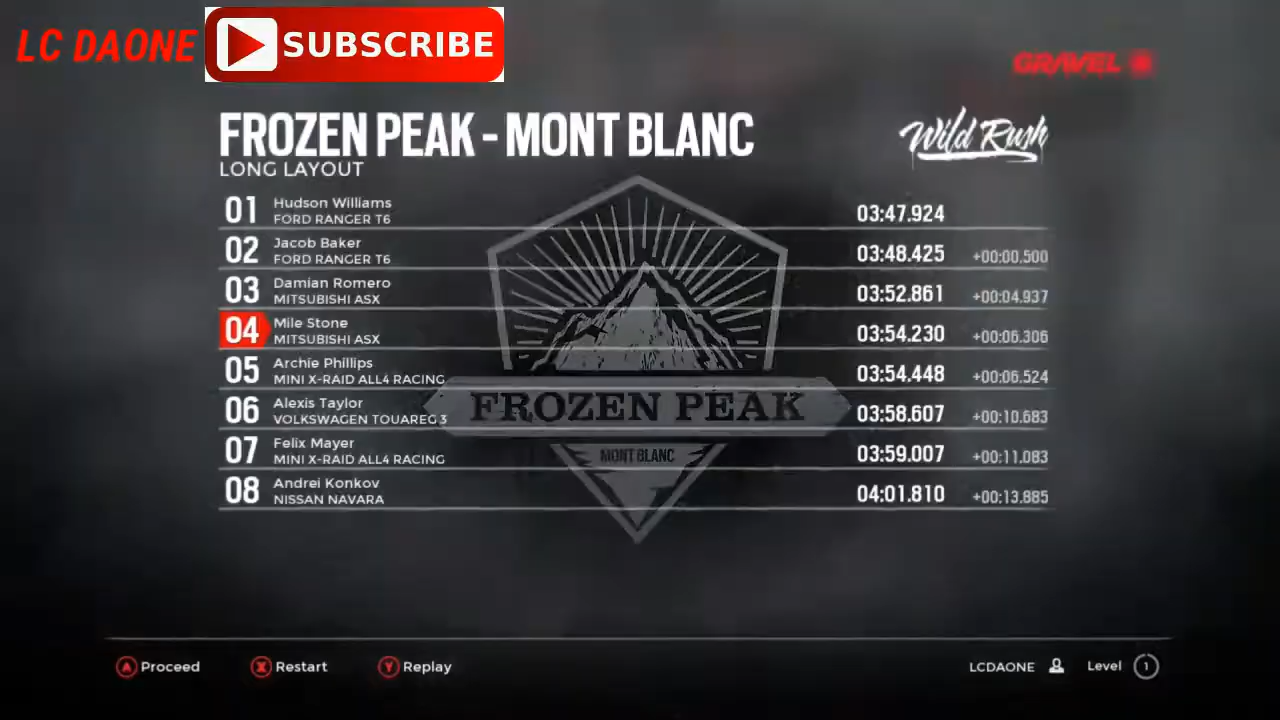 LC DAONE SUBSCRIBE
GRAVEL
FROZEN PEAK - MONT BLANC
Wild Rush
LONG LAYOUT
01 Hudson Williams 03:47.924
FORD RANGER T6
02 Jacob Baker 03:48.425 +00:00.500
FORD RANGER T6
03 Damian Romero 03:52.861 +00:04.937
MITSUBISHI ASX
04 Mile Stone 03:54.230 +00:06.306
MITSUBISHI ASX
05 Archie Phillips 03:54.448 +00:06.524
MINI X-RAID ALL4 RACING
06 Alexis Taylor 03:58.607 +00:10.683
VOLKSWAGEN TOUAREG 3
FROZEN PEAK
07 Felix Mayer 03:59.007 +00:11.083
MINI X-RAID ALL4 RACING
MONT BLANC
08 Andrei Konkov 04:01.810 +00:13.885
NISSAN NAVARA
A Proceed X Restart Y Replay LCDAONE Level 1